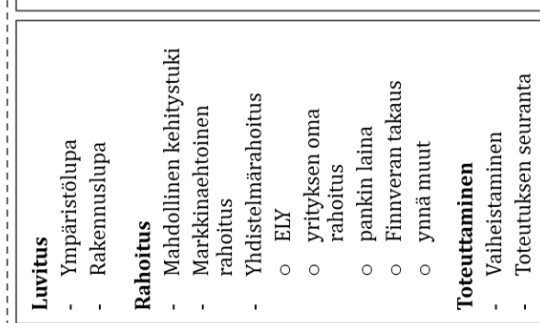 Luvitus
- Ympäristölupa
- Rakennuslupa
Rahoitus
- Mahdollinen kehitystuki
- Markkinaehtoinen
rahoitus
- Yhdistelmärahoitus
○ ELY
○ yrityksen oma
rahoitus
○ pankin laina
○ Finnveran takaus
○ ynnä muut
Toteuttaminen
- Vaiheistaminen
- Toteutuksen seuranta